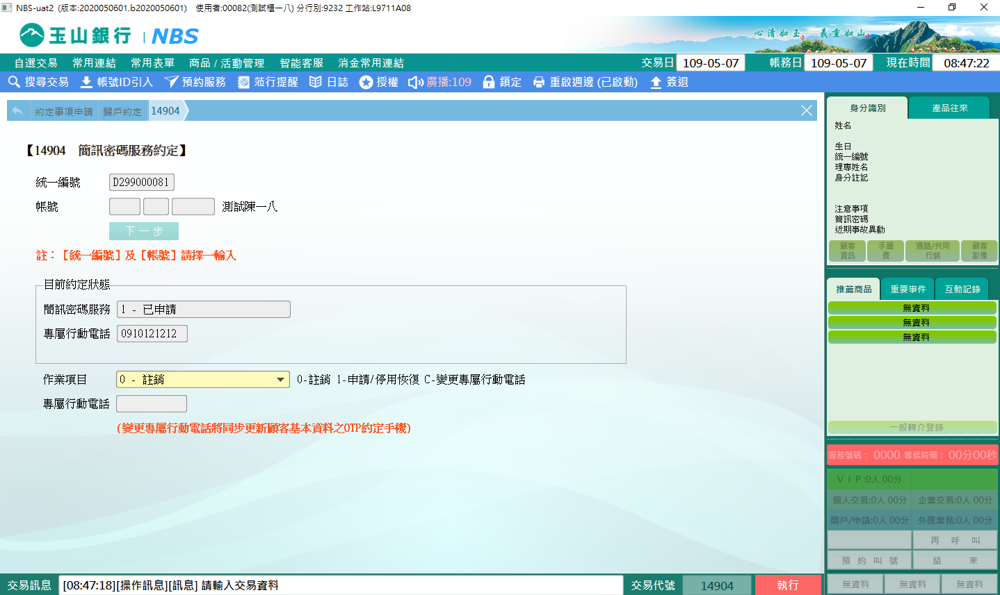 NBS-uat2 (版本:2020050601.b2020050601) 使用者:00082(測試櫃一八) 分行別:9232 工作站:L9711A08
玉山銀行 | NBS
心清如玉。 義重如山。
自選交易 常用連結 常用表單 商品 / 活動管理 智能客服 消金常用連結 交易日 109-05-07 帳務日 109-05-07 現在時間 08:47:22
搜尋交易 帳號ID引入 預約服務 蒞行提醒 日誌 授權 廣播:109 鎖定 重啟週邊 (已啟動) 簽退
約定事項申請 歸戶約定 14904
【14904 簡訊密碼服務約定】
統一編號 D299000081
帳號 測試陳一八
下一步
註：［統一編號］及［帳號］請擇一輸入
目前約定狀態
簡訊密碼服務 1 - 已申請
專屬行動電話 0910121212
作業項目 0 - 註銷 0-註銷 1-申請/停用恢復 C-變更專屬行動電話
專屬行動電話
(變更專屬行動電話將同步更新顧客基本資料之OTP約定手機)
交易訊息 [08:47:18][操作訊息][訊息] 請輸入交易資料 交易代號 14904 執行
身分識別 產品往來
姓名
生日
統一編號
理專姓名
身分註記
注意事項
簡訊密碼
近期事故異動
顧客資訊 手續費 通路/共同行銷 顧客影像
推薦商品 重要事件 互動記錄
無資料
無資料
無資料
一般轉介登錄
服務號碼： 0000 等候時間： 00分00秒
ＶＩＰ:0人 00分
個人交易:0人 00分 企業交易:0人 00分
開戶/申請:0人 00分 外匯業務:0人 00分
再 呼 叫
預 約 叫 號 結 束
無資料 無資料 無資料